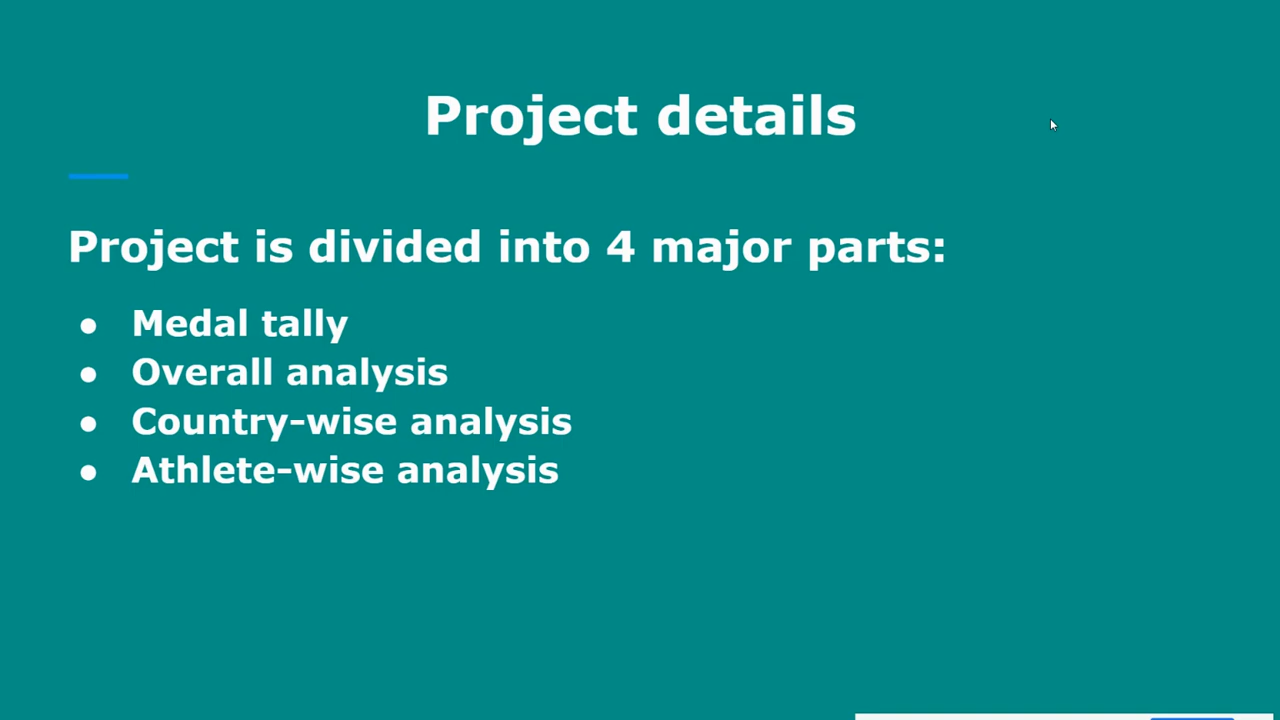 Project details
Project is divided into 4 major parts:
● Medal tally
● Overall analysis
● Country-wise analysis
● Athlete-wise analysis